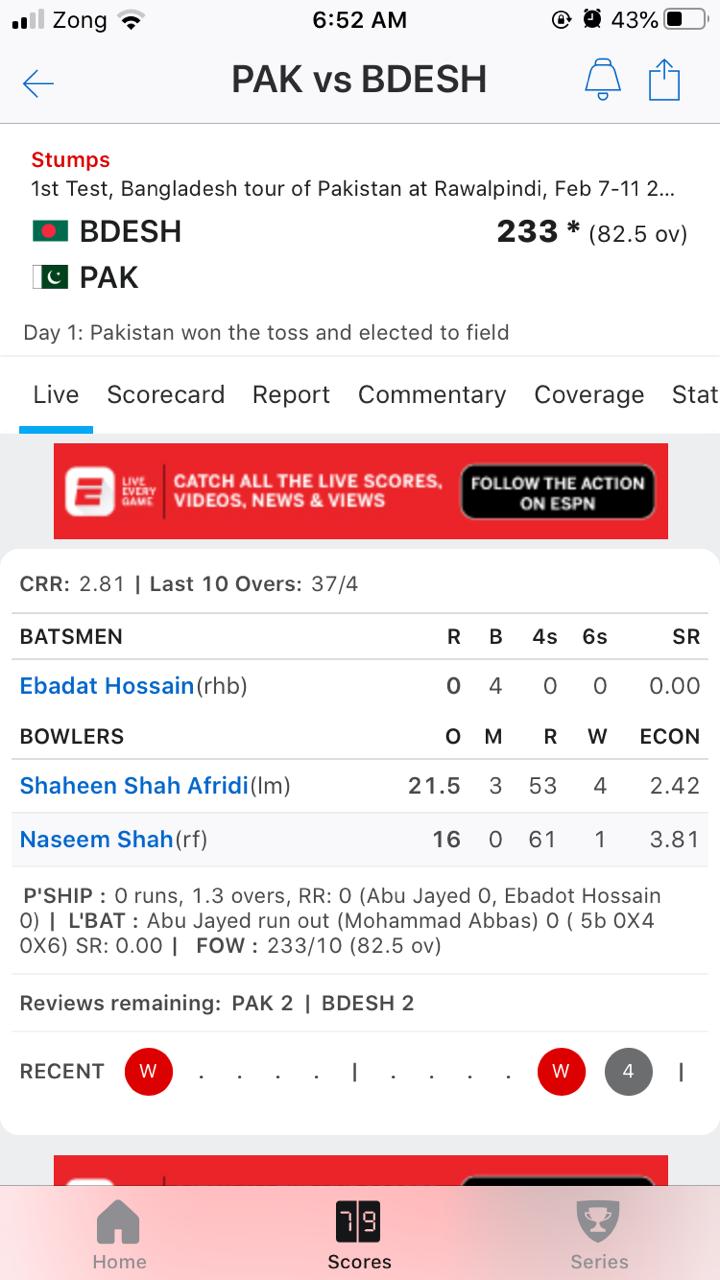 Zong 6:52 AM 43%
PAK vs BDESH
Stumps
1st Test, Bangladesh tour of Pakistan at Rawalpindi, Feb 7-11 2...
BDESH 233 * (82.5 ov)
PAK
Day 1: Pakistan won the toss and elected to field
Live Scorecard Report Commentary Coverage Stat
E LIVE EVERY GAME CATCH ALL THE LIVE SCORES, VIDEOS, NEWS & VIEWS FOLLOW THE ACTION ON ESPN
CRR: 2.81 | Last 10 Overs: 37/4
BATSMEN R B 4s 6s SR
Ebadat Hossain(rhb) 0 4 0 0 0.00
BOWLERS O M R W ECON
Shaheen Shah Afridi(lm) 21.5 3 53 4 2.42
Naseem Shah(rf) 16 0 61 1 3.81
P'SHIP : 0 runs, 1.3 overs, RR: 0 (Abu Jayed 0, Ebadot Hossain
0) | L'BAT : Abu Jayed run out (Mohammad Abbas) 0 ( 5b 0X4
0X6) SR: 0.00 | FOW : 233/10 (82.5 ov)
Reviews remaining: PAK 2 | BDESH 2
RECENT W . . . . | . . . . W 4 |
79
Home Scores Series